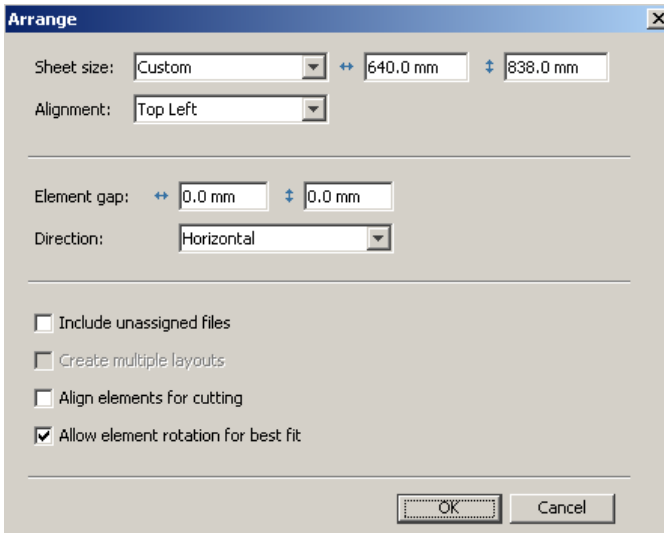 Arrange
Sheet size: Custom 640.0 mm 838.0 mm
Alignment: Top Left
Element gap: 0.0 mm 0.0 mm
Direction: Horizontal
Include unassigned files
Create multiple layouts
Align elements for cutting
Allow element rotation for best fit
OK Cancel